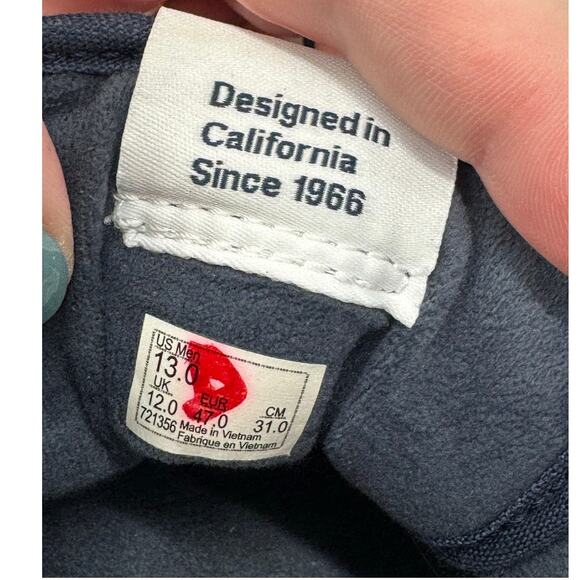 Designed in
California
Since 1966
US Men
13.0
UK EUR CM
12.0 47.0 31.0
721356 Made in Vietnam
Fabrique en Vietnam